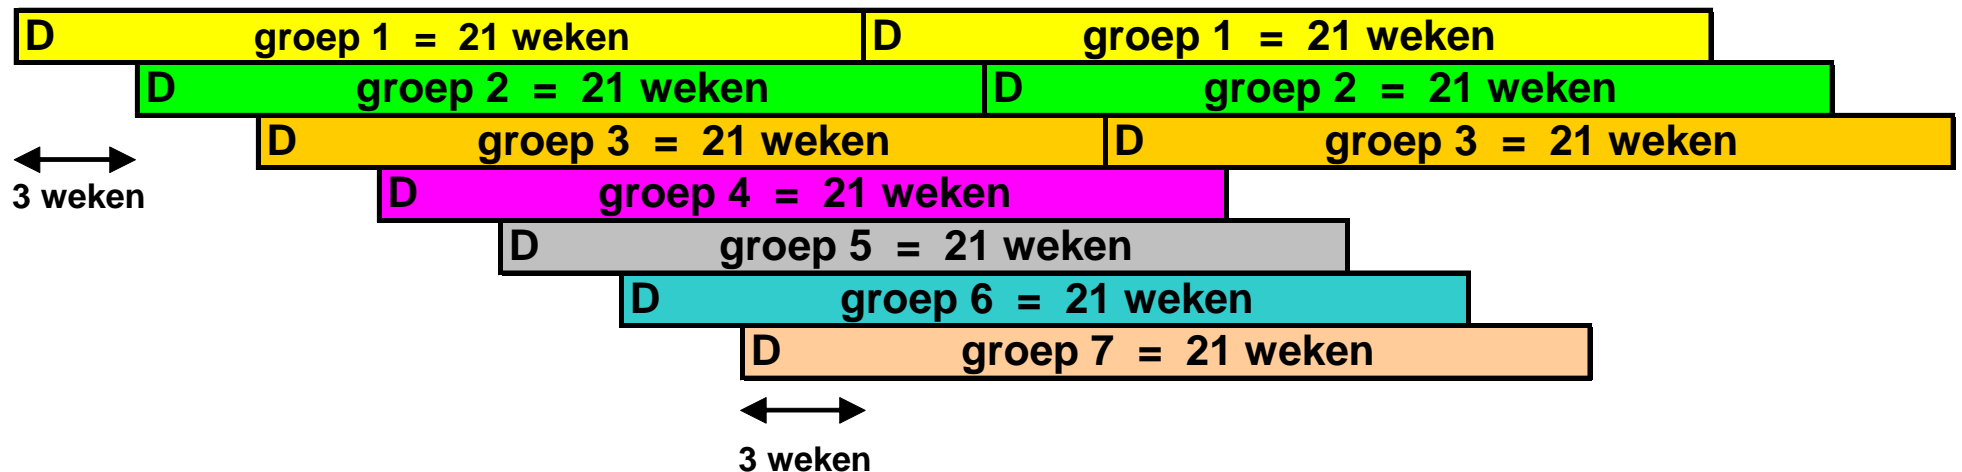 D groep 1 = 21 weken D groep 1 = 21 weken
D groep 2 = 21 weken D groep 2 = 21 weken
D groep 3 = 21 weken D groep 3 = 21 weken
3 weken
D groep 4 = 21 weken
D groep 5 = 21 weken
D groep 6 = 21 weken
D groep 7 = 21 weken
3 weken